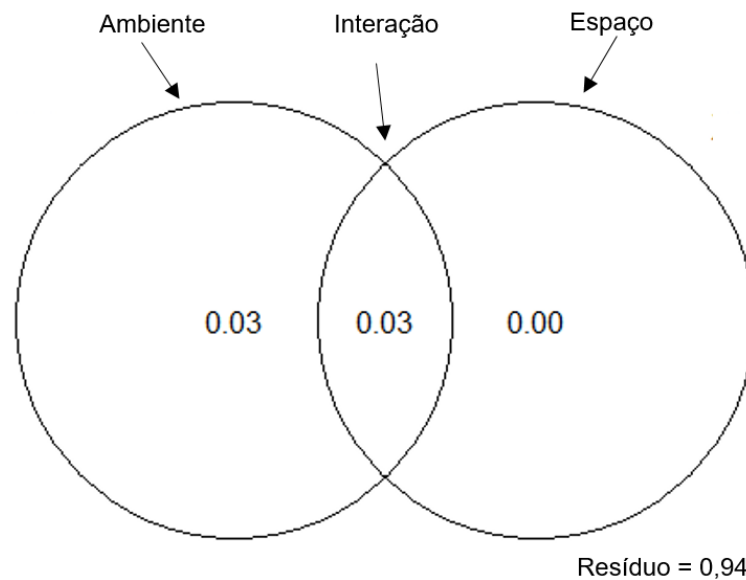 Ambiente Interação Espaço
0.03 0.03 0.00
Resíduo = 0,94